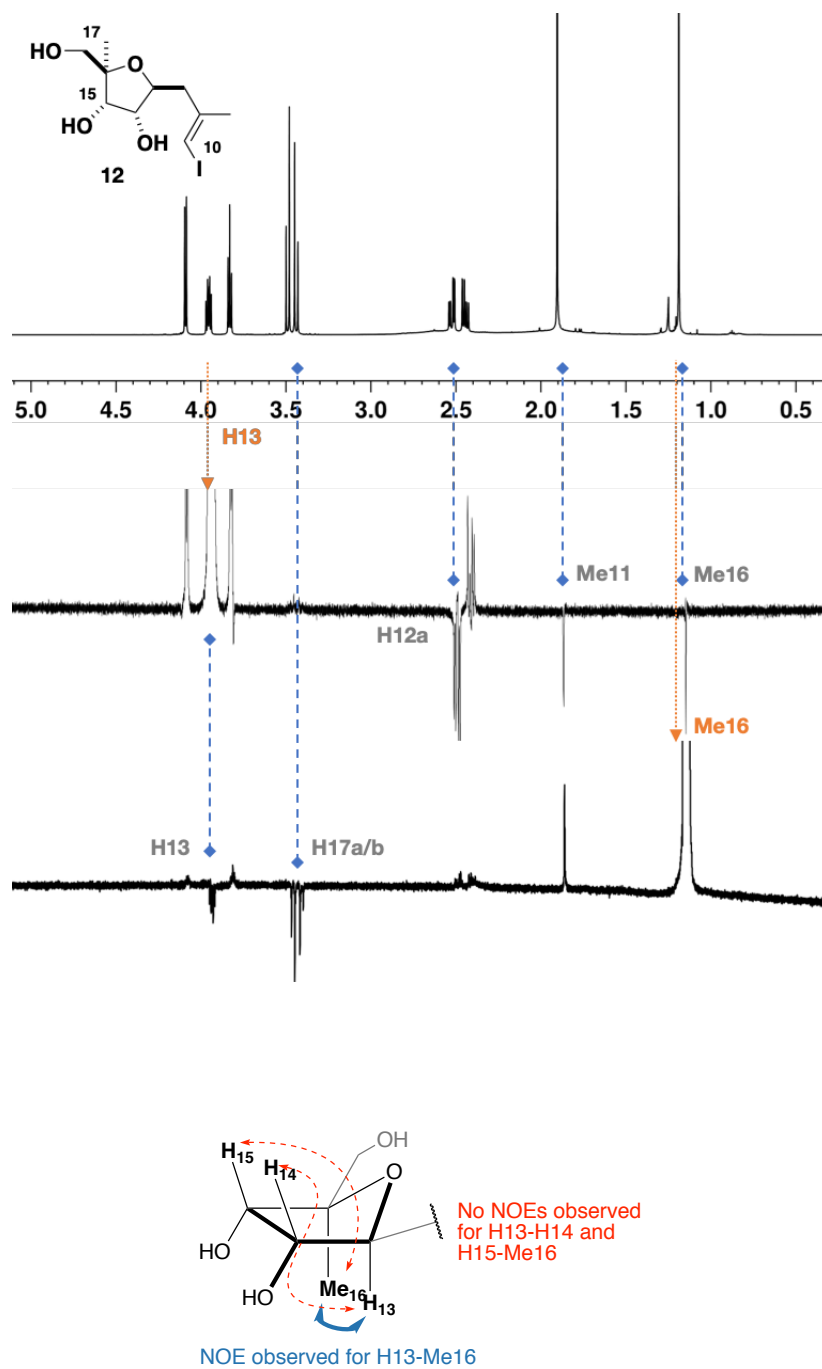 17
HO
O
15
HO
OH
10
I
12
5.0 4.5 4.0 3.5 3.0 2.5 2.0 1.5 1.0 0.5
H13
Me11
Me16
H12a
Me16
H13
H17a/b
OH
H15
H14
O
No NOEs observed
for H13-H14 and
H15-Me16
HO
HO
Me16
H13
NOE observed for H13-Me16